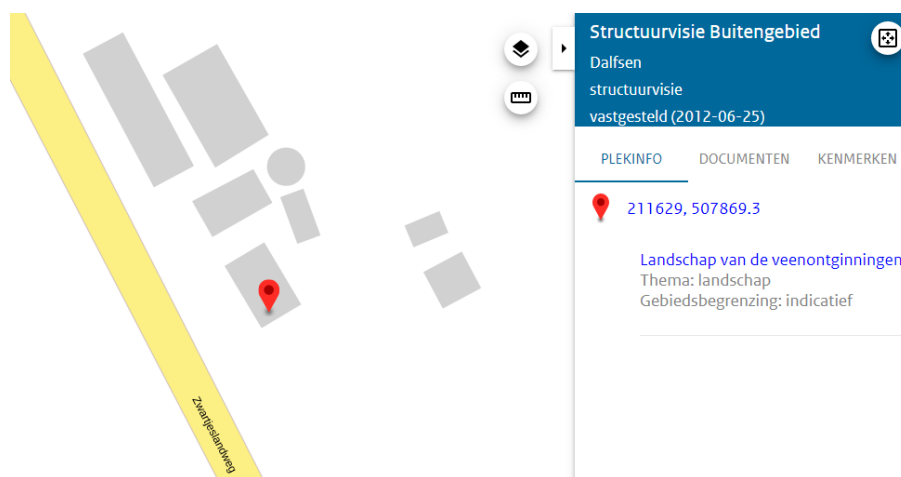 Structuurvisie Buitengebied
Dalfsen
structuurvisie
vastgesteld (2012-06-25)
PLEKINFO DOCUMENTEN KENMERKEN
211629, 507869.3
Landschap van de veenontginningen
Thema: landschap
Gebiedsbegrenzing: indicatief
Zwartjeslandweg